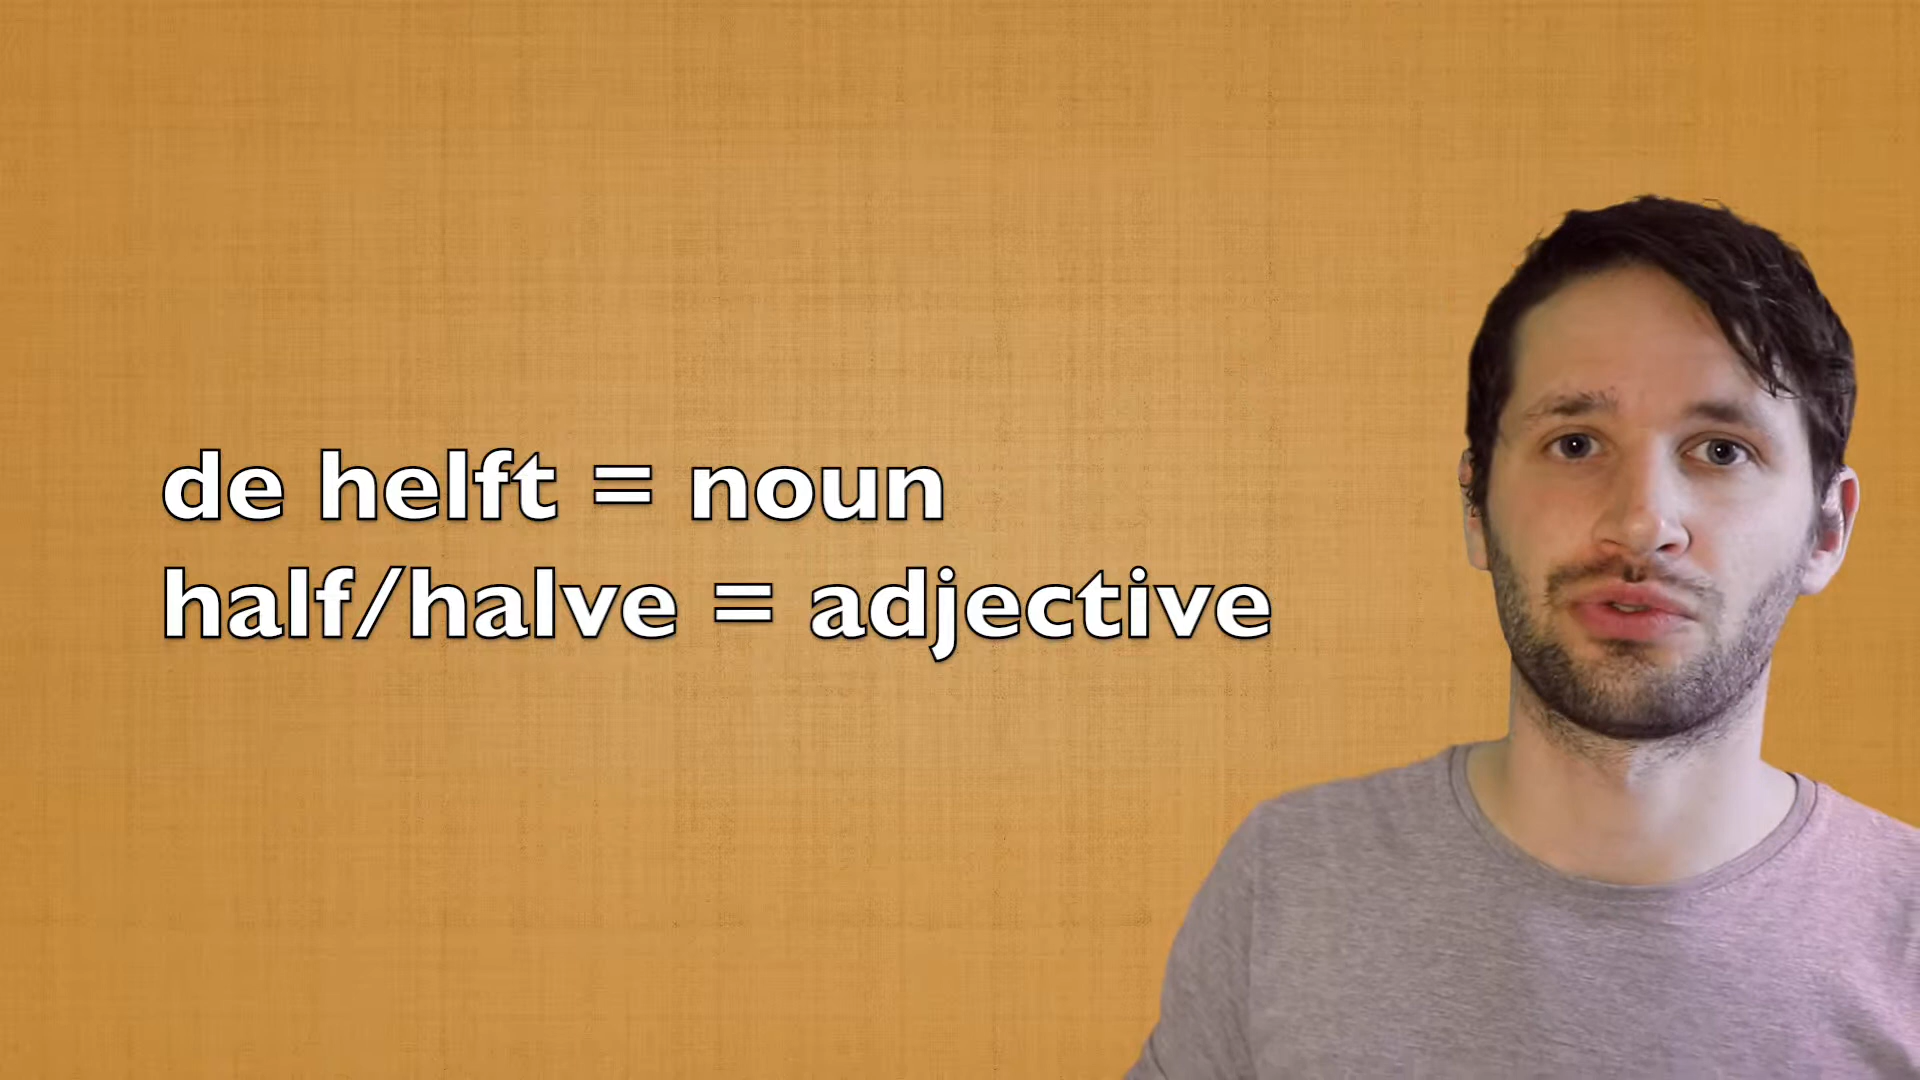 de helft = noun
half/halve = adjective